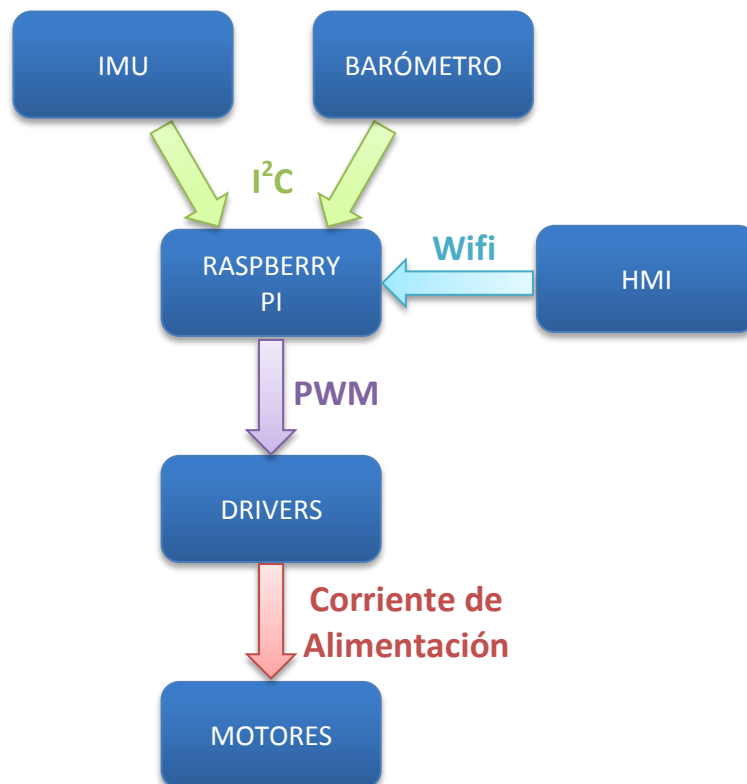 IMU
BARÓMETRO
I²C
RASPBERRY
PI
Wifi
HMI
PWM
DRIVERS
Corriente de
Alimentación
MOTORES